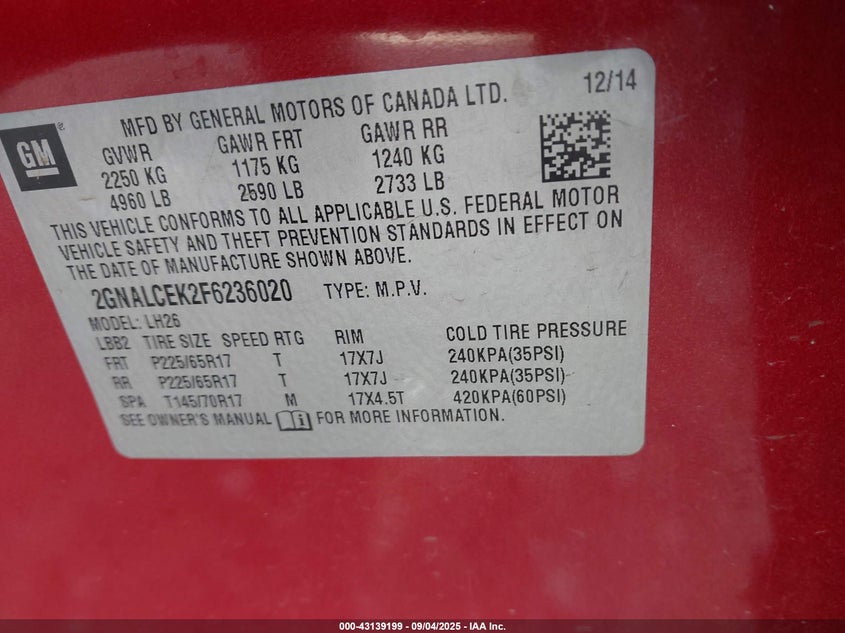 12/14
MFD BY GENERAL MOTORS OF CANADA LTD.
GM®
GVWR GAWR FRT GAWR RR
2250 KG 1175 KG 1240 KG
4960 LB 2590 LB 2733 LB
THIS VEHICLE CONFORMS TO ALL APPLICABLE U.S. FEDERAL MOTOR
VEHICLE SAFETY AND THEFT PREVENTION STANDARDS IN EFFECT ON
THE DATE OF MANUFACTURE SHOWN ABOVE.
2GNALCEK2F6236020 TYPE: M.P.V.
MODEL: LH26
LBB2 TIRE SIZE SPEED RTG RIM COLD TIRE PRESSURE
FRT P225/65R17 T 17X7J 240KPA(35PSI)
RR P225/65R17 T 17X7J 240KPA(35PSI)
SPA T145/70R17 M 17X4.5T 420KPA(60PSI)
SEE OWNER'S MANUAL FOR MORE INFORMATION.
000-43139199 - 09/04/2025 - IAA Inc.